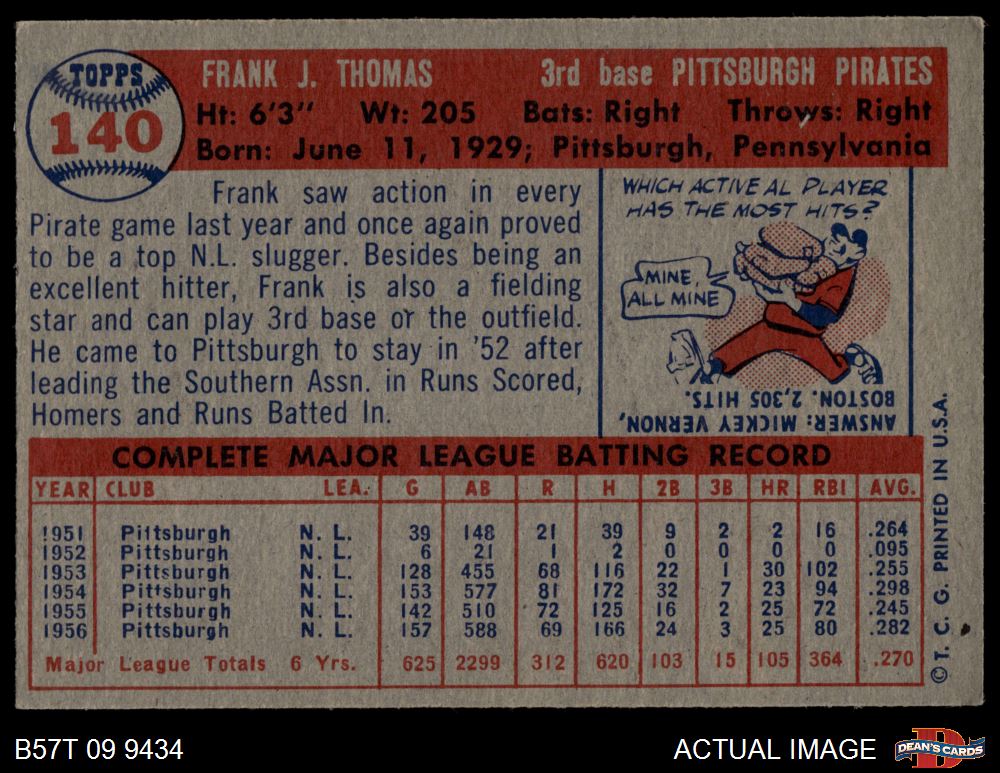 TOPPS
140
FRANK J. THOMAS 3rd base PITTSBURGH PIRATES
Ht: 6'3" Wt: 205 Bats: Right Throws: Right
Born: June 11, 1929; Pittsburgh, Pennsylvania
Frank saw action in every
Pirate game last year and once again proved
to be a top N.L. slugger. Besides being an
excellent hitter, Frank is also a fielding
star and can play 3rd base or the outfield.
He came to Pittsburgh to stay in '52 after
leading the Southern Assn. in Runs Scored,
Homers and Runs Batted In.
WHICH ACTIVE AL PLAYER
HAS THE MOST HITS?
MINE,
ALL MINE
ANSWER: MICKEY VERNON,
BOSTON. 2,305 HITS.
COMPLETE MAJOR LEAGUE BATTING RECORD
YEAR CLUB LEA. G AB R H 2B 3B HR RBI AVG.
1951 Pittsburgh N. L. 39 148 21 39 9 2 2 16 .264
1952 Pittsburgh N. L. 6 21 1 2 0 0 0 0 .095
1953 Pittsburgh N. L. 128 455 68 116 22 1 30 102 .255
1954 Pittsburgh N. L. 153 577 81 172 32 7 23 94 .298
1955 Pittsburgh N. L. 142 510 72 125 16 2 25 72 .245
1956 Pittsburgh N. L. 157 588 69 166 24 3 25 80 .282
Major League Totals 6 Yrs. 625 2299 312 620 103 15 105 364 .270
© T. C. G. PRINTED IN U.S.A.
B57T 09 9434
ACTUAL IMAGE
D
DEAN'S CARDS